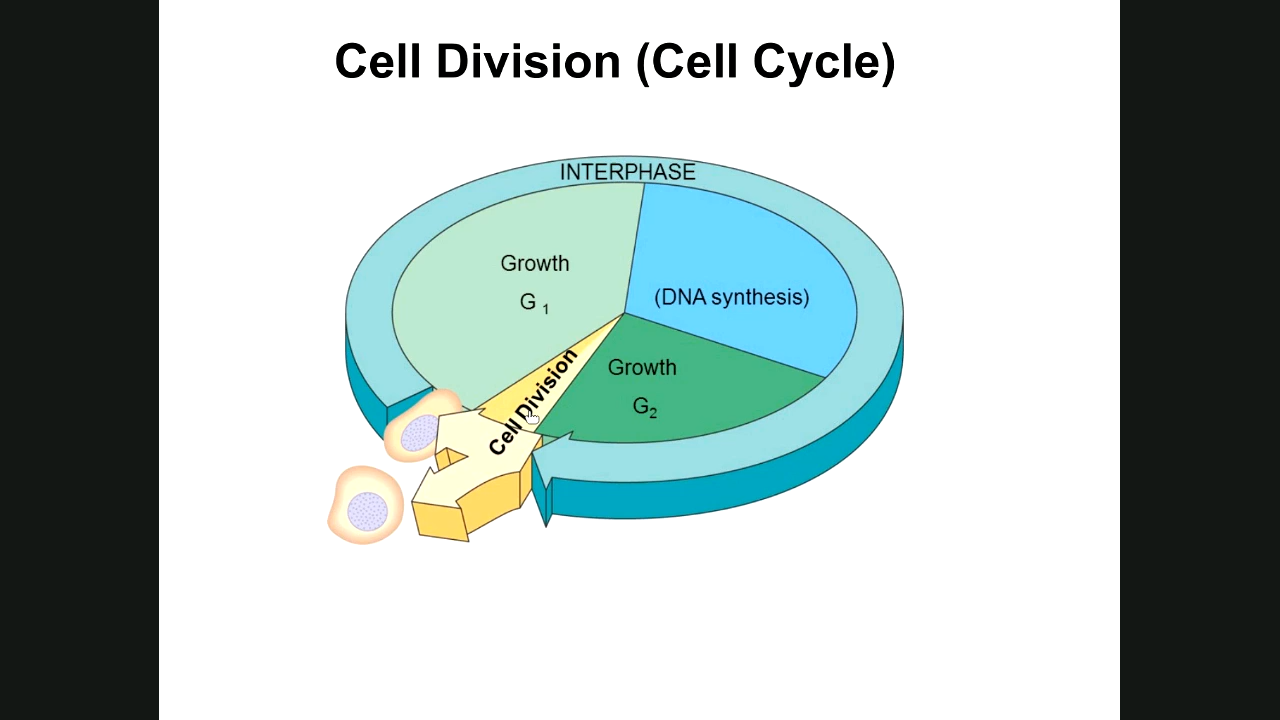 Cell Division (Cell Cycle)
INTERPHASE
Growth
G 1
(DNA synthesis)
Growth
G2
Cell Division